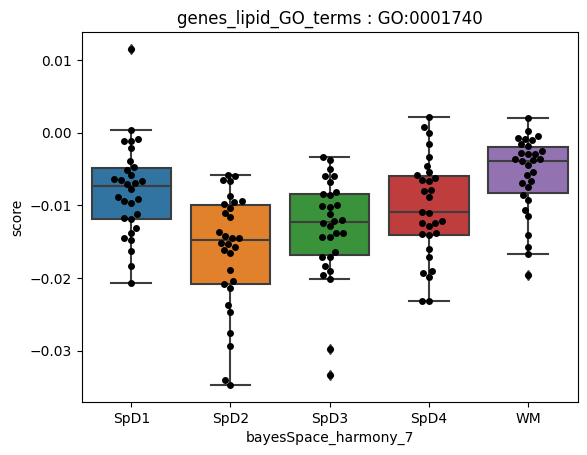 genes_lipid_GO_terms : GO:0001740
0.01
0.00
−0.01
−0.02
−0.03
score
SpD1 SpD2 SpD3 SpD4 WM
bayesSpace_harmony_7